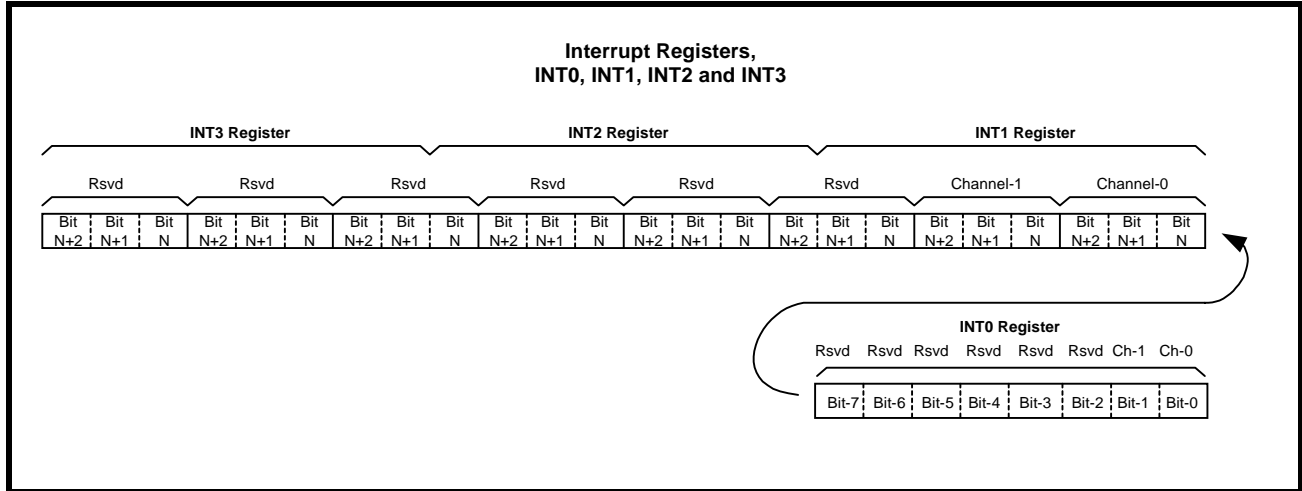 Interrupt Registers,
INT0, INT1, INT2 and INT3
INT3 Register INT2 Register INT1 Register
Rsvd Rsvd Rsvd Rsvd Rsvd Rsvd Channel-1 Channel-0
Bit Bit Bit Bit Bit Bit Bit Bit Bit Bit Bit Bit Bit Bit Bit Bit Bit Bit Bit Bit Bit Bit Bit Bit
N+2 N+1 N N+2 N+1 N N+2 N+1 N N+2 N+1 N N+2 N+1 N N+2 N+1 N N+2 N+1 N N+2 N+1 N
INT0 Register
Rsvd Rsvd Rsvd Rsvd Rsvd Rsvd Ch-1 Ch-0
Bit-7 Bit-6 Bit-5 Bit-4 Bit-3 Bit-2 Bit-1 Bit-0